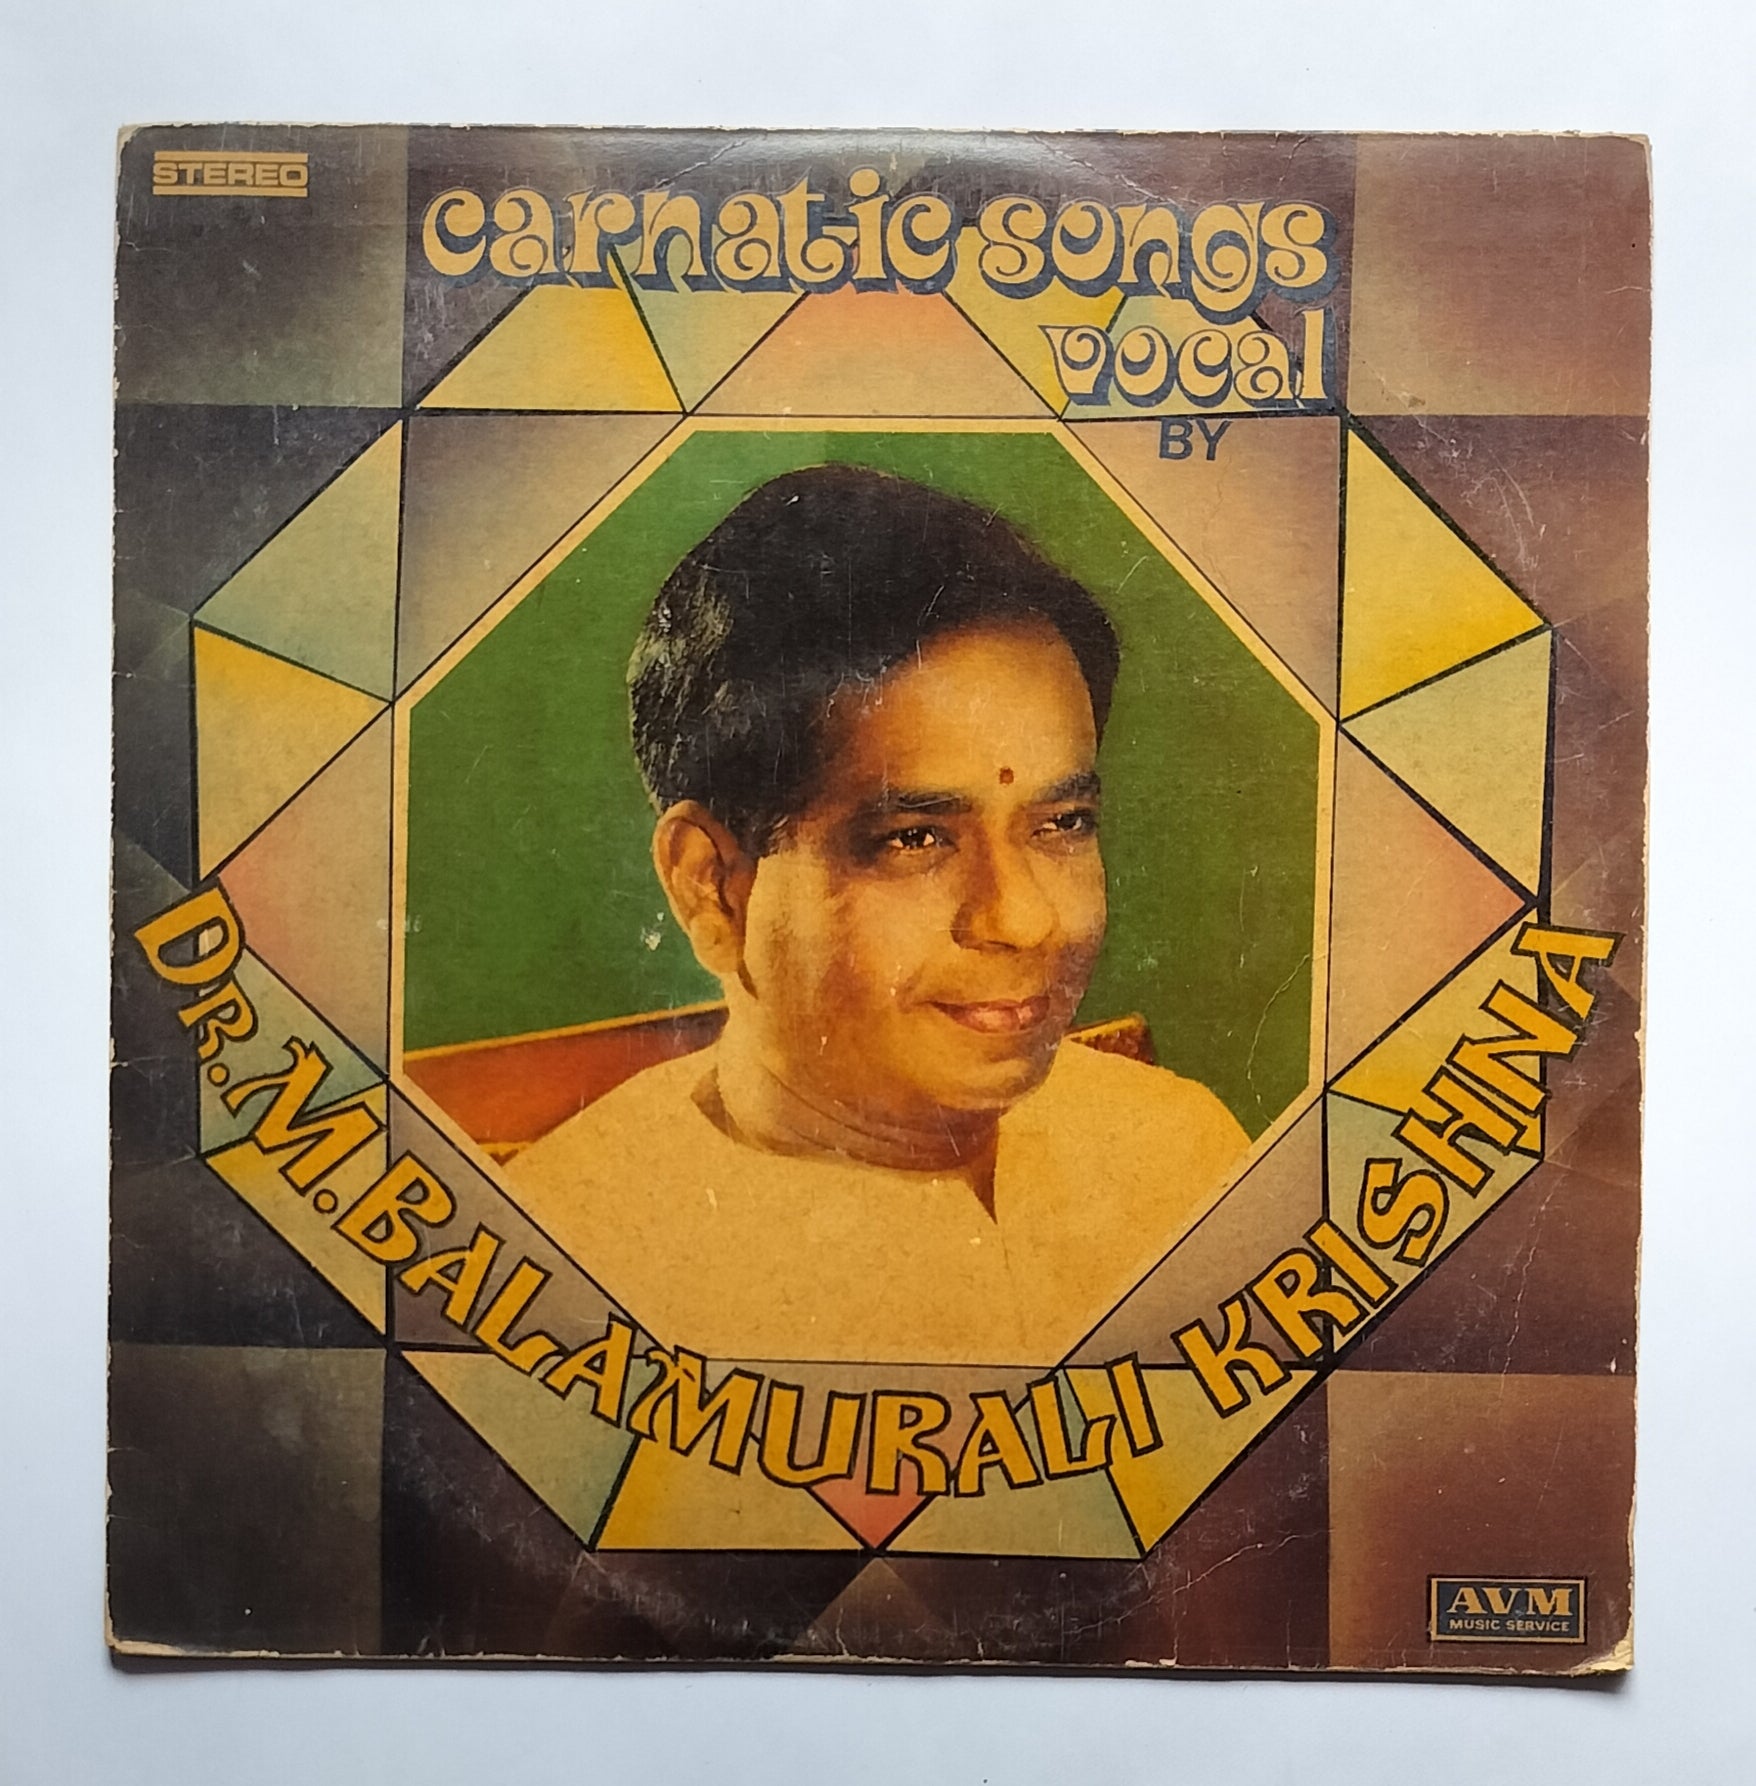 STEREO
carnatic songs
vocal
BY
DR. M. BALAMURALI KRISHNA
AVM
MUSIC SERVICE